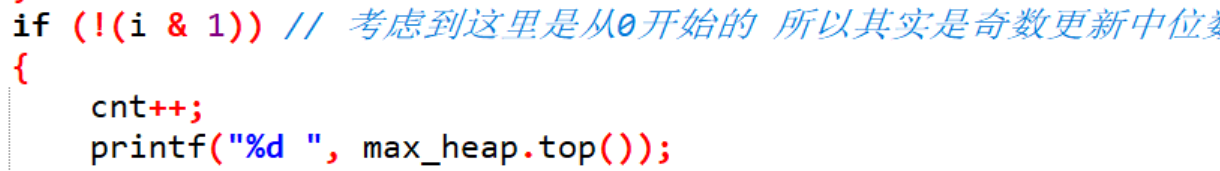 if (!(i & 1)) // 考虑到这里是从0开始的 所以其实是奇数更新中位数
{
cnt++;
printf("%d ", max_heap.top());